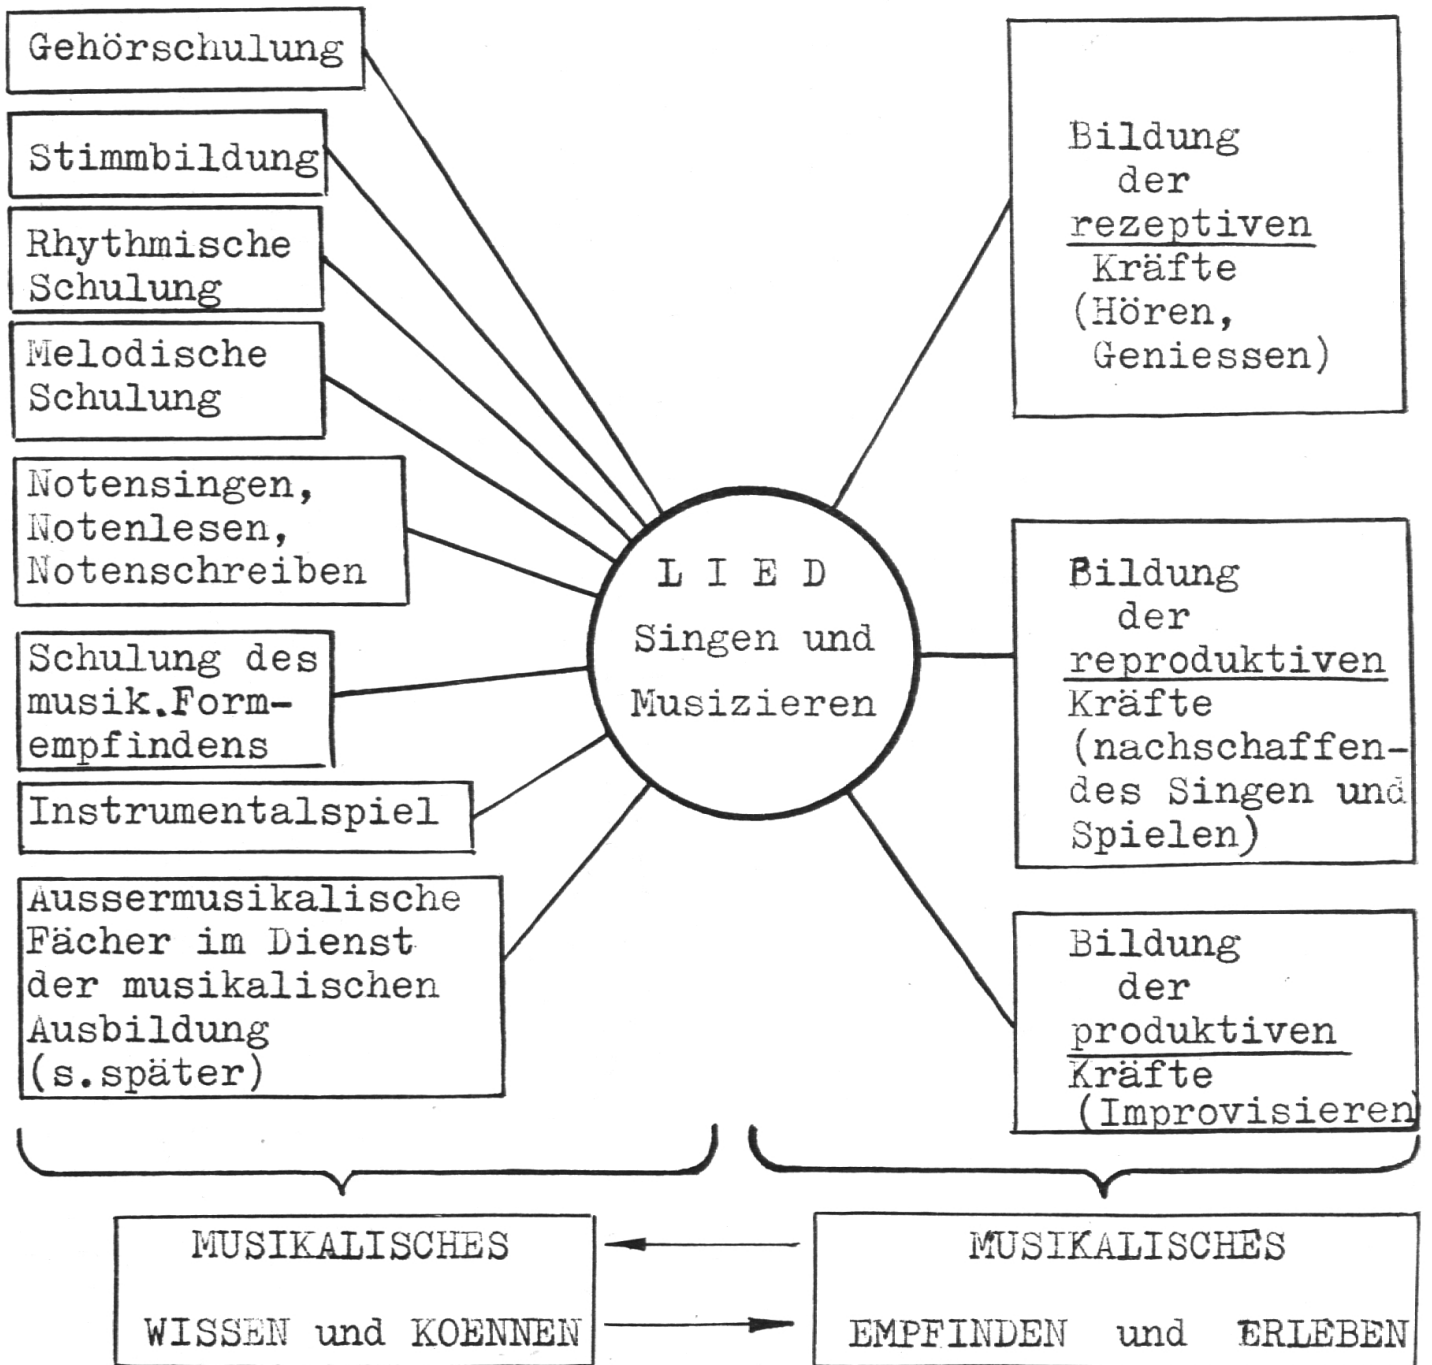 Gehörschulung
Stimmbildung
Rhythmische
Schulung
Melodische
Schulung
Notensingen,
Notenlesen,
Notenschreiben
Schulung des
musik.Form-
empfindens
Instrumentalspiel
Aussermusikalische
Fächer im Dienst
der musikalischen
Ausbildung
(s.später)
L I E D
Singen und
Musizieren
Bildung
der
rezeptiven
Kräfte
(Hören,
Geniessen)
Bildung
der
reproduktiven
Kräfte
(nachschaffen-
des Singen und
Spielen)
Bildung
der
produktiven
Kräfte
(Improvisieren)
MUSIKALISCHES
WISSEN und KOENNEN
MUSIKALISCHES
EMPFINDEN und ERLEBEN